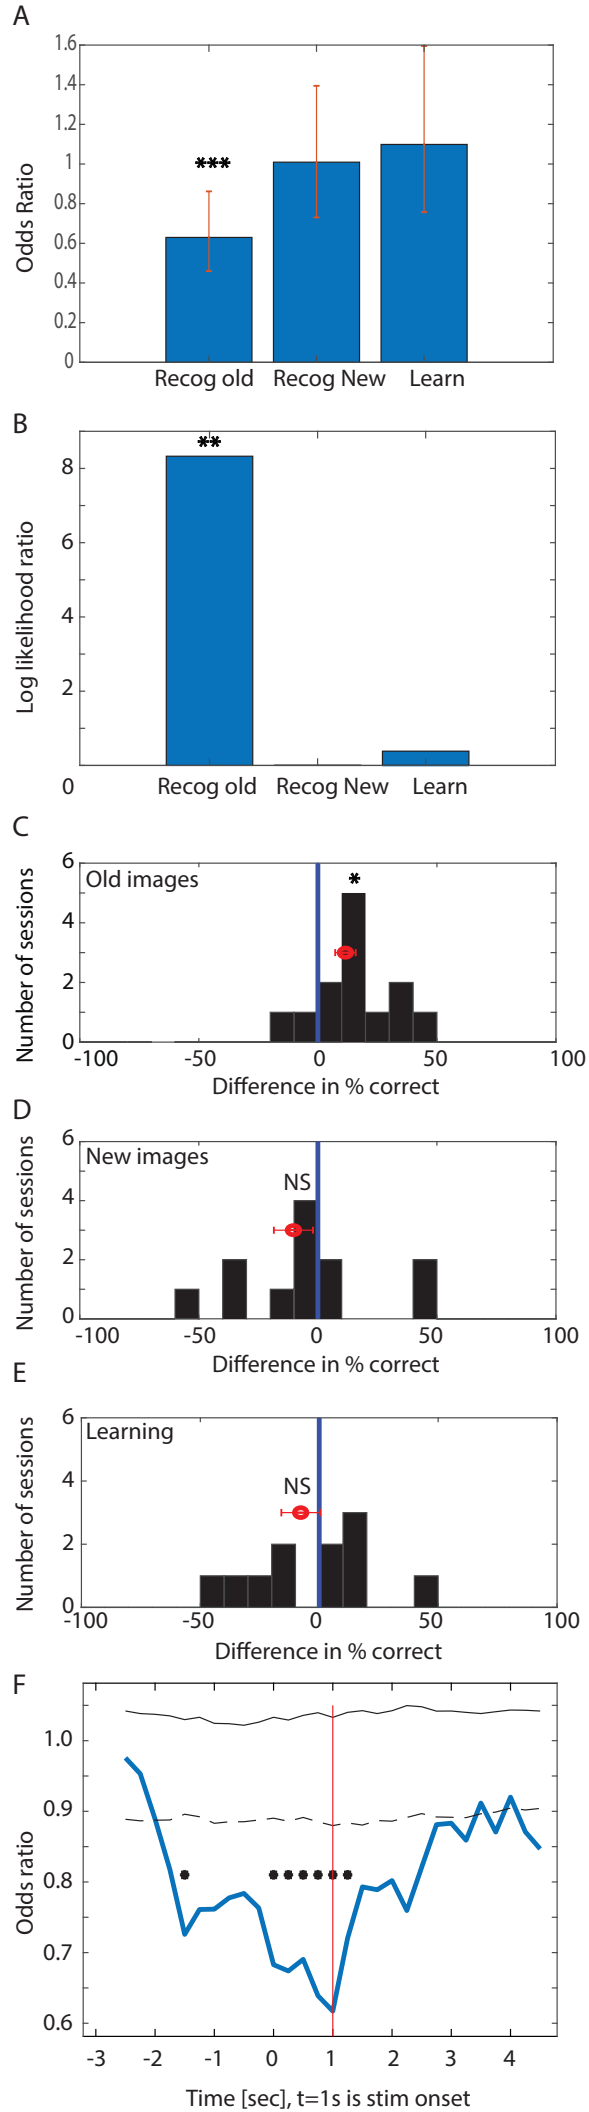 A
1.6
1.4
1.2
1
0.8
0.6
0.4
0.2
0
Odds Ratio
***
Recog old Recog New Learn
B
8
6
4
2
0
Log likelihood ratio
**
Recog old Recog New Learn
C
6
4
2
0
Number of sessions
Old images
*
-100 -50 0 50 100
Difference in % correct
D
6
4
2
0
Number of sessions
New images
NS
-100 -50 0 50 100
Difference in % correct
E
6
4
2
0
Number of sessions
Learning
NS
-100 -50 0 50 100
Difference in % correct
F
1.0
0.9
0.8
0.7
0.6
Odds ratio
-3 -2 -1 0 1 2 3 4
Time [sec], t=1s is stim onset